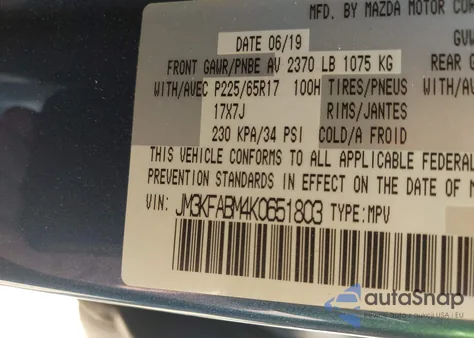 MFD. BY MAZDA MOTOR COR
DATE 06/19
GVW
FRONT GAWR/PNBE AV 2370 LB 1075 KG
REAR G
WITH/AVEC P225/65R17 100H TIRES/PNEUS
WITH/AV
17X7J RIMS/JANTES
230 KPA/34 PSI COLD/A FROID
THIS VEHICLE CONFORMS TO ALL APPLICABLE FEDERAL
PREVENTION STANDARDS IN EFFECT ON THE DATE OF M
VIN: JM3KFABM4K0651803 TYPE:MPV
autoSnap